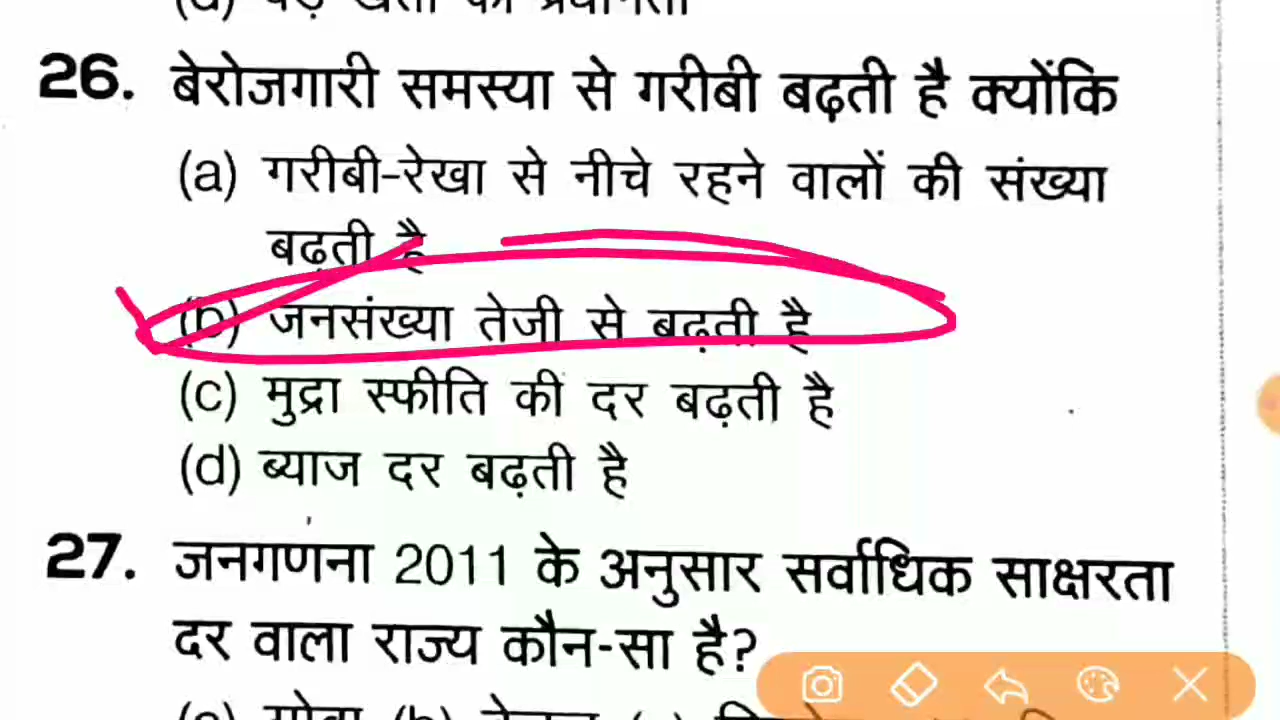 26. बेरोजगारी समस्या से गरीबी बढ़ती है क्योंकि
(a) गरीबी-रेखा से नीचे रहने वालों की संख्या
बढ़ती है
(b) जनसंख्या तेजी से बढ़ती है
(c) मुद्रा स्फीति की दर बढ़ती है
(d) ब्याज दर बढ़ती है
27. जनगणना 2011 के अनुसार सर्वाधिक साक्षरता
दर वाला राज्य कौन-सा है?